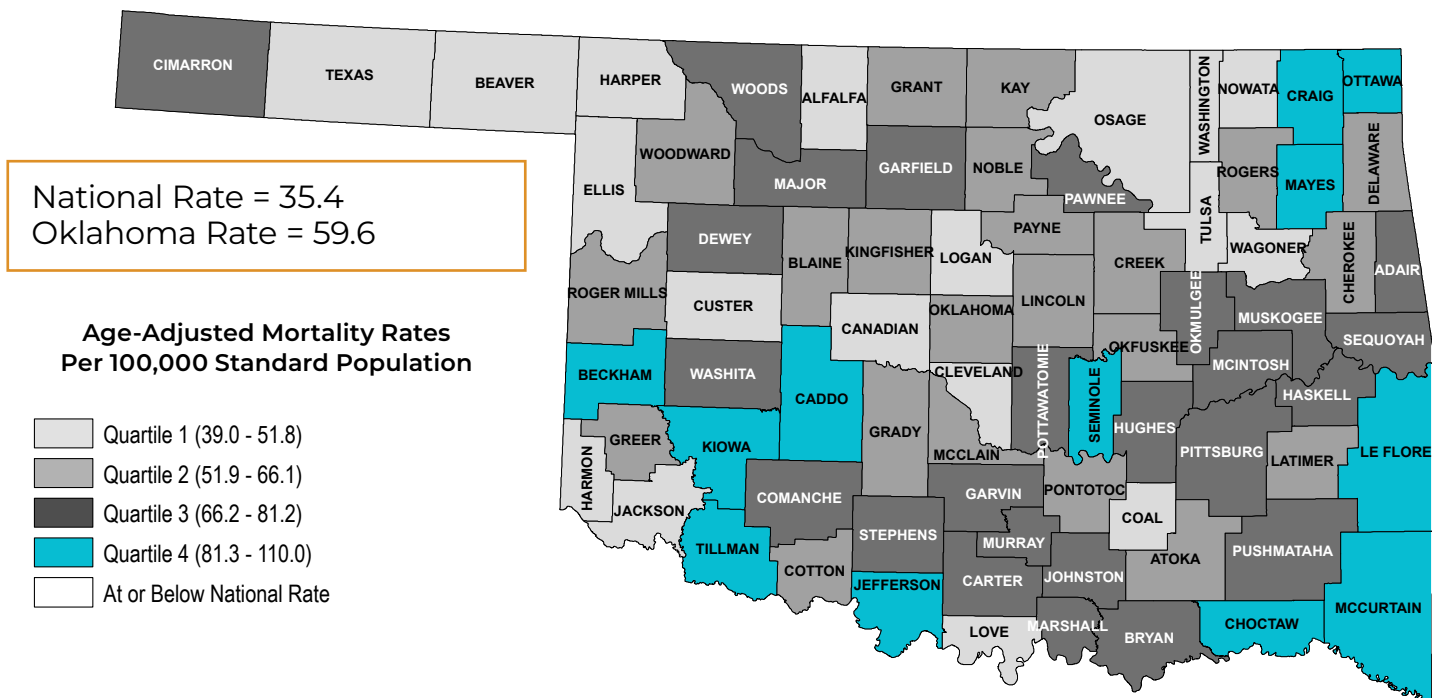 CIMARRON
TEXAS
BEAVER
HARPER
WOODS
ALFALFA
GRANT
KAY
OSAGE
WASHINGTON
NOWATA
CRAIG
OTTAWA
WOODWARD
ELLIS
MAJOR
GARFIELD
NOBLE
PAWNEE
ROGERS
MAYES
DELAWARE
National Rate = 35.4
Oklahoma Rate = 59.6
DEWEY
BLAINE
KINGFISHER
LOGAN
PAYNE
CREEK
TULSA
WAGONER
CHEROKEE
ADAIR
ROGER MILLS
CUSTER
CANADIAN
OKLAHOMA
LINCOLN
OKMULGEE
MUSKOGEE
SEQUOYAH
Age-Adjusted Mortality Rates
Per 100,000 Standard Population
BECKHAM
WASHITA
CADDO
CLEVELAND
POTTAWATOMIE
SEMINOLE
OKFUSKEE
MCINTOSH
HASKELL
Quartile 1 (39.0 - 51.8)
Quartile 2 (51.9 - 66.1)
Quartile 3 (66.2 - 81.2)
Quartile 4 (81.3 - 110.0)
At or Below National Rate
GREER
KIOWA
GRADY
MCCLAIN
HUGHES
PITTSBURG
LATIMER
LE FLORE
HARMON
JACKSON
COMANCHE
GARVIN
PONTOTOC
COAL
TILLMAN
COTTON
STEPHENS
MURRAY
ATOKA
PUSHMATAHA
JEFFERSON
CARTER
JOHNSTON
LOVE
MARSHALL
BRYAN
CHOCTAW
MCCURTAIN